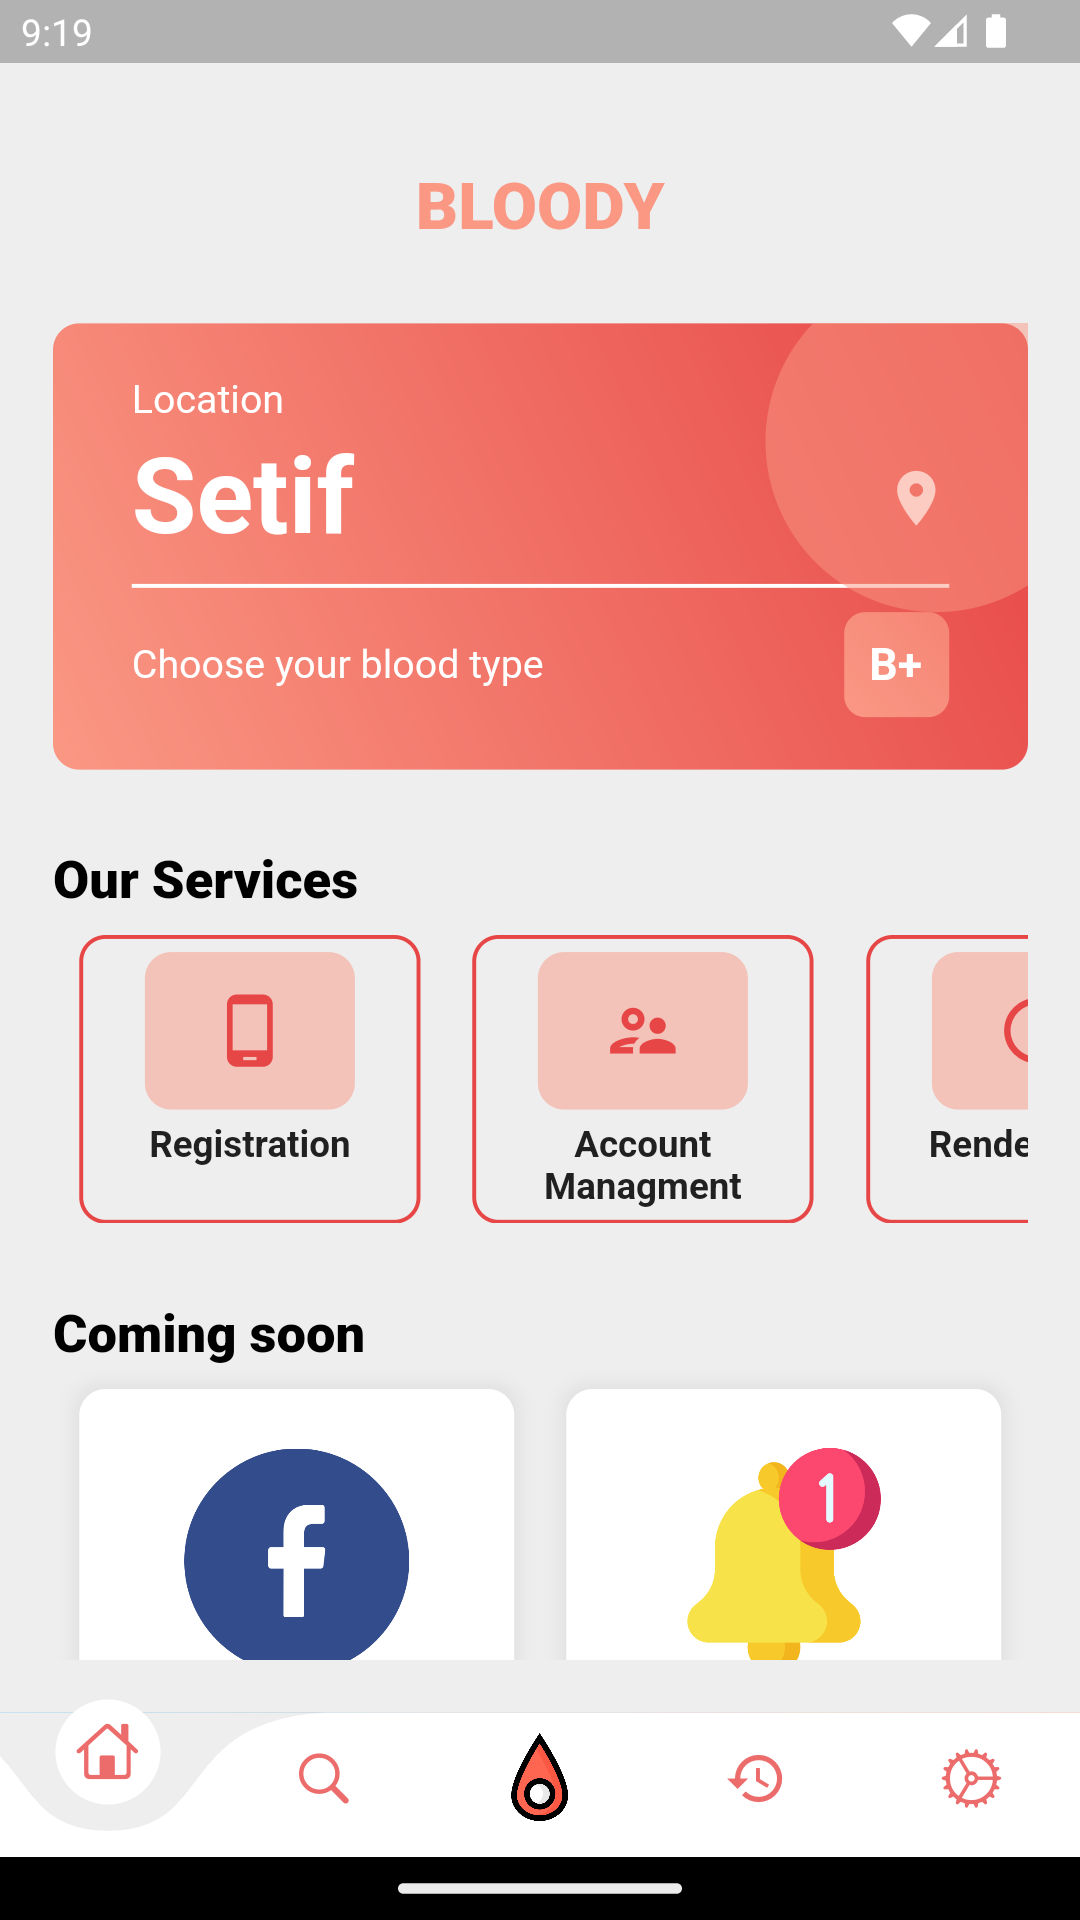 9:19
BLOODY
Location
Setif
Choose your blood type
B+
Our Services
Registration
Account
Managment
Rende
Coming soon
1